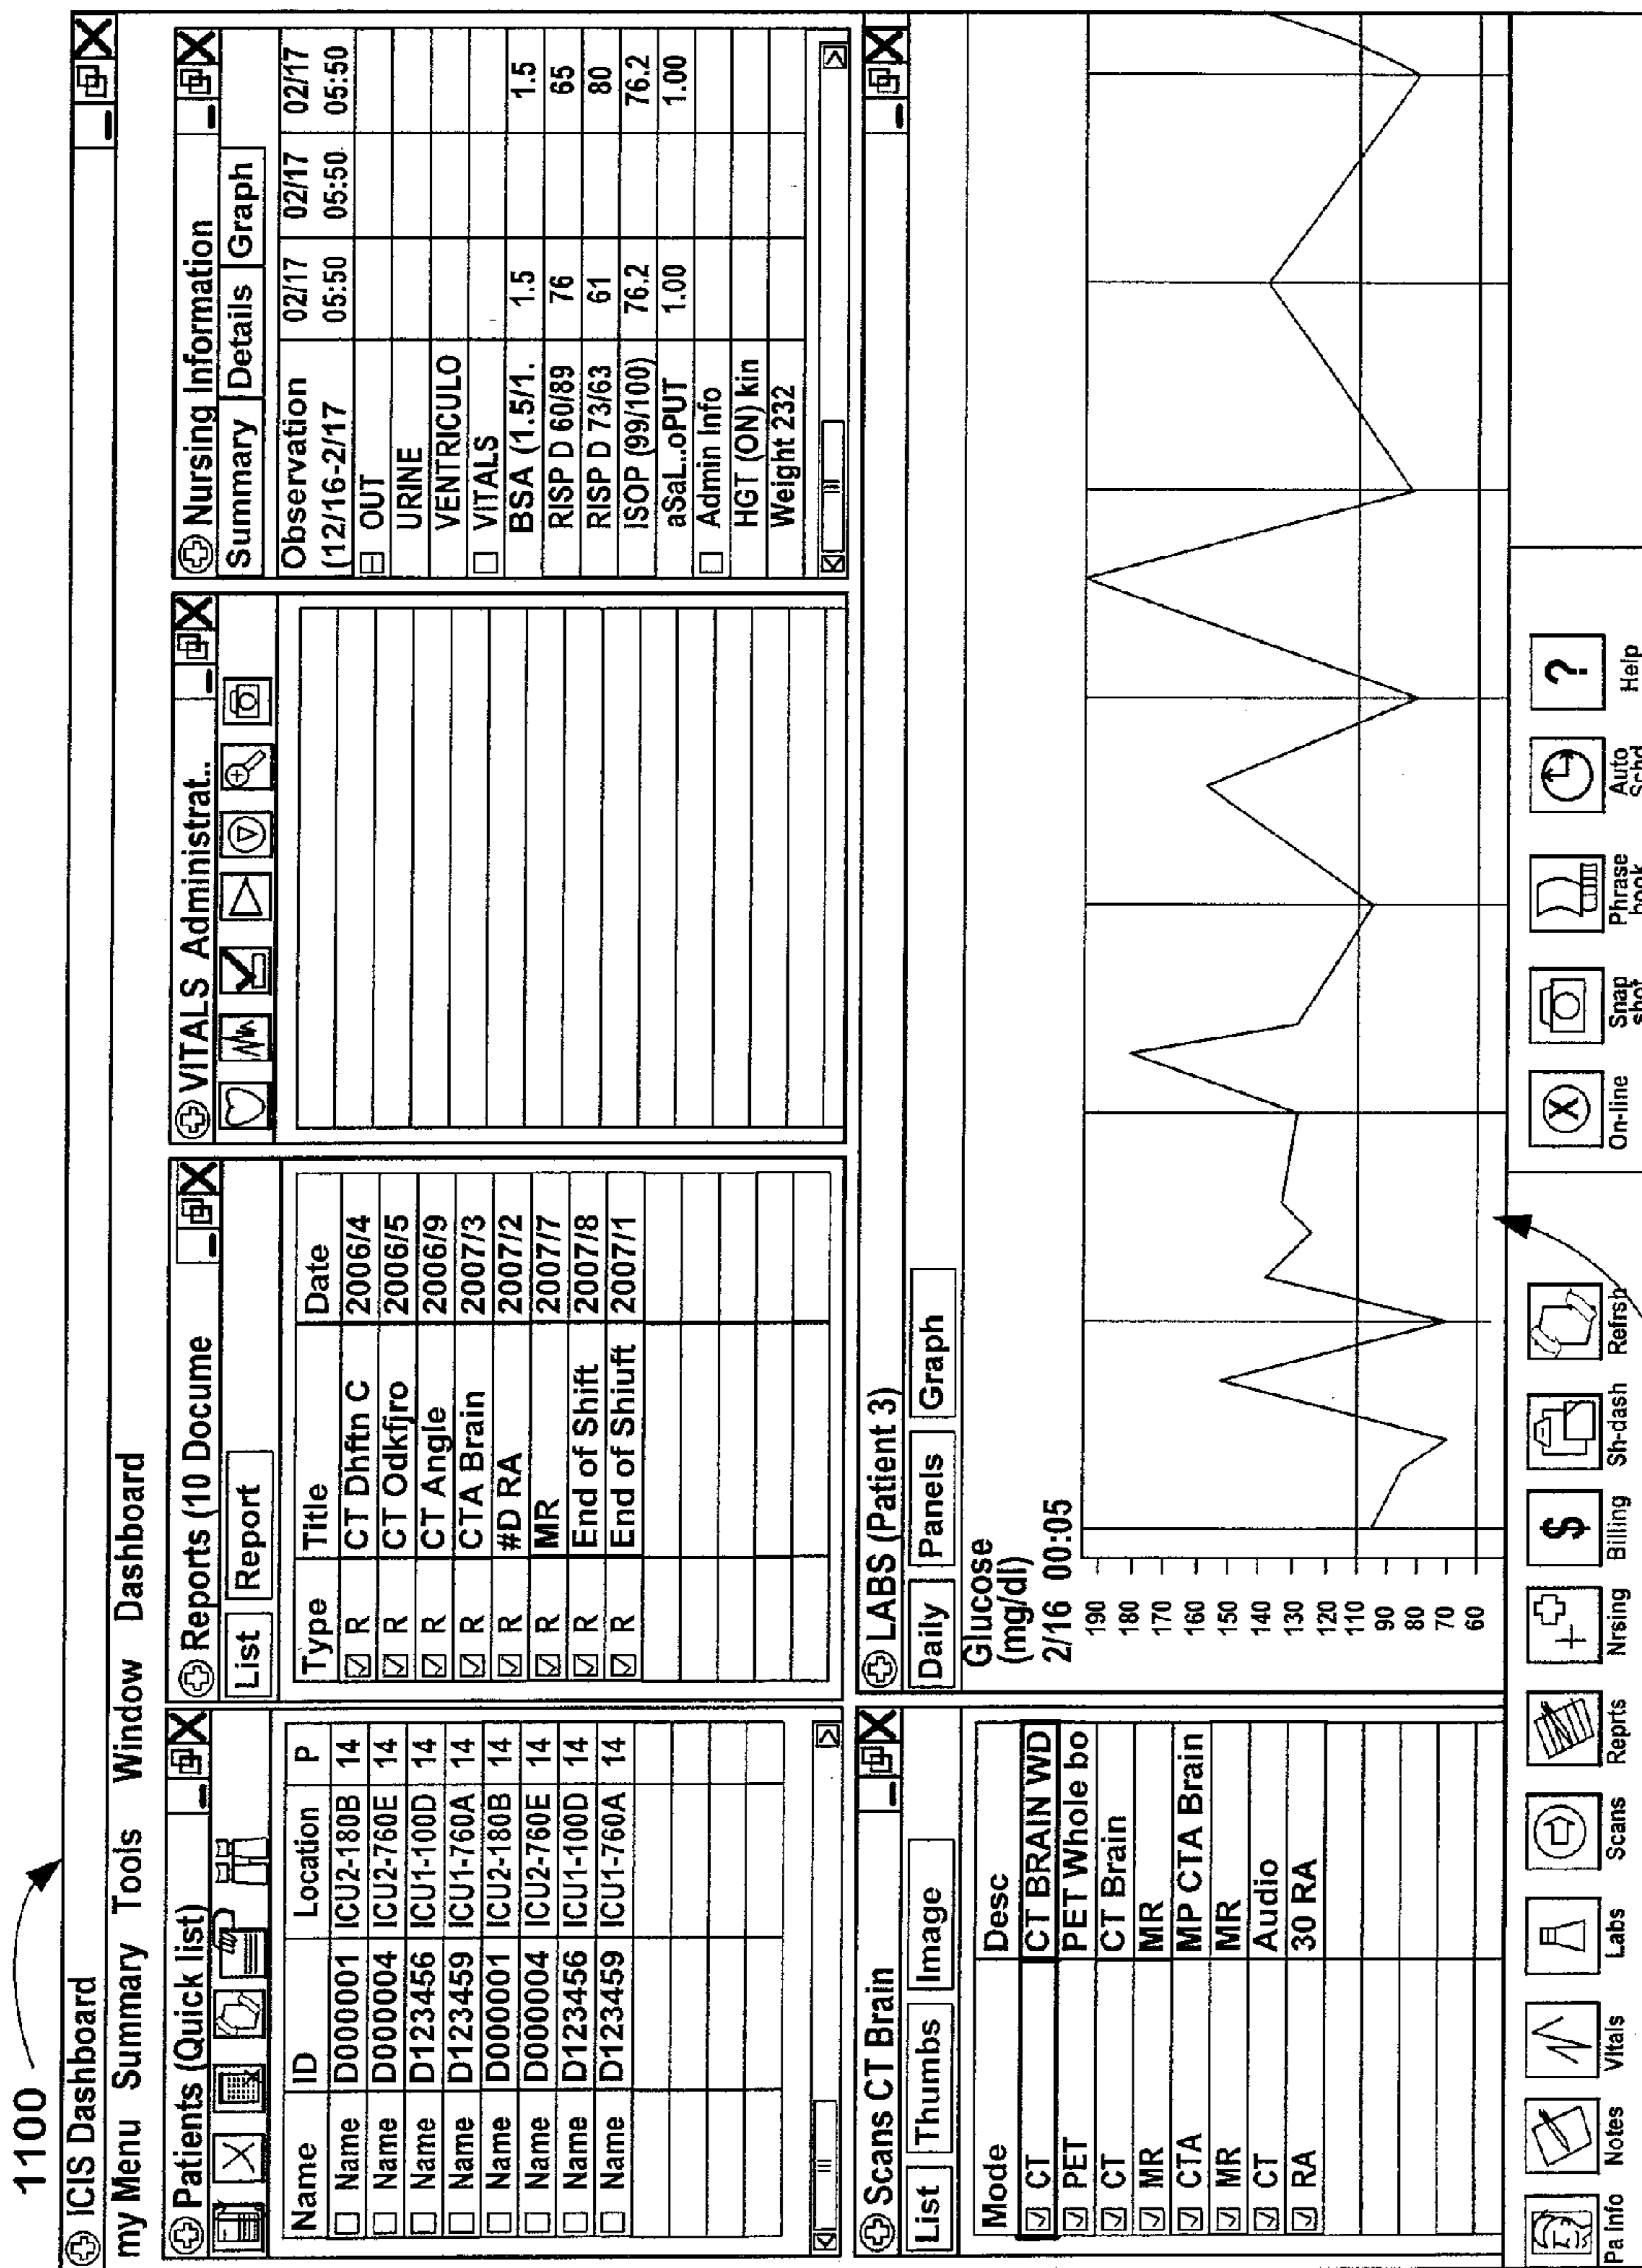 1100
ICIS Dashboard
my Menu Summary Tools Window Dashboard
Patients (Quick list)
Name ID Location P
Name D000001 ICU2-180B 14
Name D000004 ICU2-760E 14
Name D123456 ICU1-100D 14
Name D123459 ICU1-760A 14
Name D000001 ICU2-180B 14
Name D000004 ICU2-760E 14
Name D123456 ICU1-100D 14
Name D123459 ICU1-760A 14
Reports (10 Docume
List Report
Type Title Date
R CT Dhftn C 2006/4
R CT Odkfjro 2006/5
R CT Angle 2006/9
R CTA Brain 2007/3
R #D RA 2007/2
R MR 2007/7
R End of Shift 2007/8
R End of Shiuft 2007/1
VITALS Administrat..
Nursing Information
Summary Details Graph
Observation 02/17 02/17 02/17
(12/16-2/17 05:50 05:50 05:50
OUT
URINE
VENTRICULO
VITALS
BSA (1.5/1. 1.5 1.5
RISP D 60/89 76 65
RISP D 73/63 61 80
ISOP (99/100) 76.2 76.2
aSaL..oPUT 1.00 1.00
Admin Info
HGT (ON) kin
Weight 232
Scans CT Brain
List Thumbs Image
Mode Desc
CT CT BRAIN WD
PET PET Whole bo
CT CT Brain
MR MR
CTA MP CTA Brain
MR MR
CT Audio
RA 30 RA
LABS (Patient 3)
Daily Panels Graph
Glucose
(mg/dl)
2/16 00:05
190
180
170
160
150
140
130
120
110
90
80
70
60
Pa info Notes Vitals Labs Scans Reprts Nrsing $ Billing Sh-dash Refrsh X On-line Snap shot Phrase book Auto Schd ? Help